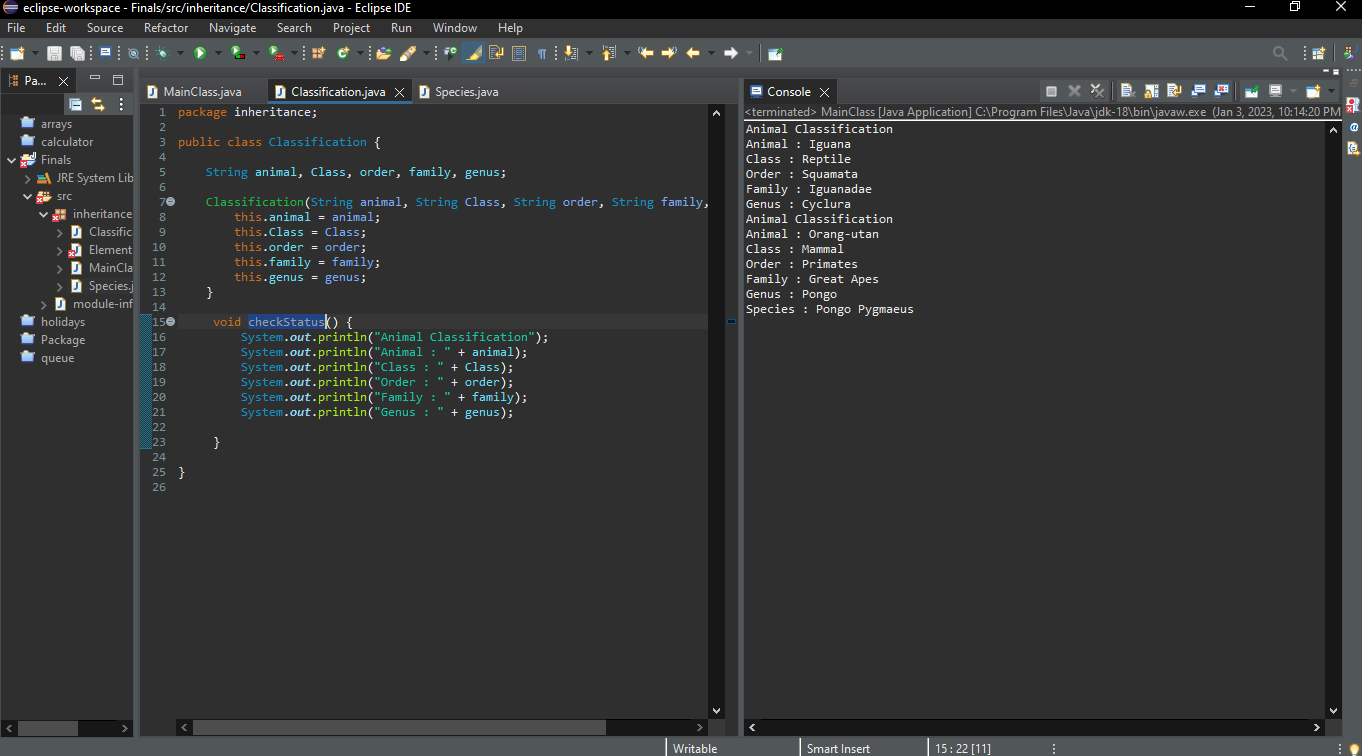 eclipse-workspace - Finals/src/inheritance/Classification.java - Eclipse IDE
File Edit Source Refactor Navigate Search Project Run Window Help
Pa...
arrays
calculator
Finals
JRE System Lib
src
inheritance
Classific
Element
MainCla
Species.j
module-inf
holidays
Package
queue
MainClass.java Classification.java Species.java
1 package inheritance;
2
3 public class Classification {
4
5 String animal, Class, order, family, genus;
6
7 Classification(String animal, String Class, String order, String family,
8 this.animal = animal;
9 this.Class = Class;
10 this.order = order;
11 this.family = family;
12 this.genus = genus;
13 }
14
15 void checkStatus() {
16 System.out.println("Animal Classification");
17 System.out.println("Animal : " + animal);
18 System.out.println("Class : " + Class);
19 System.out.println("Order : " + order);
20 System.out.println("Family : " + family);
21 System.out.println("Genus : " + genus);
22
23 }
24
25 }
26
Console
<terminated> MainClass [Java Application] C:\Program Files\Java\jdk-18\bin\javaw.exe (Jan 3, 2023, 10:14:20 PM
Animal Classification
Animal : Iguana
Class : Reptile
Order : Squamata
Family : Iguanadae
Genus : Cyclura
Animal Classification
Animal : Orang-utan
Class : Mammal
Order : Primates
Family : Great Apes
Genus : Pongo
Species : Pongo Pygmaeus
Writable Smart Insert 15 : 22 [11]